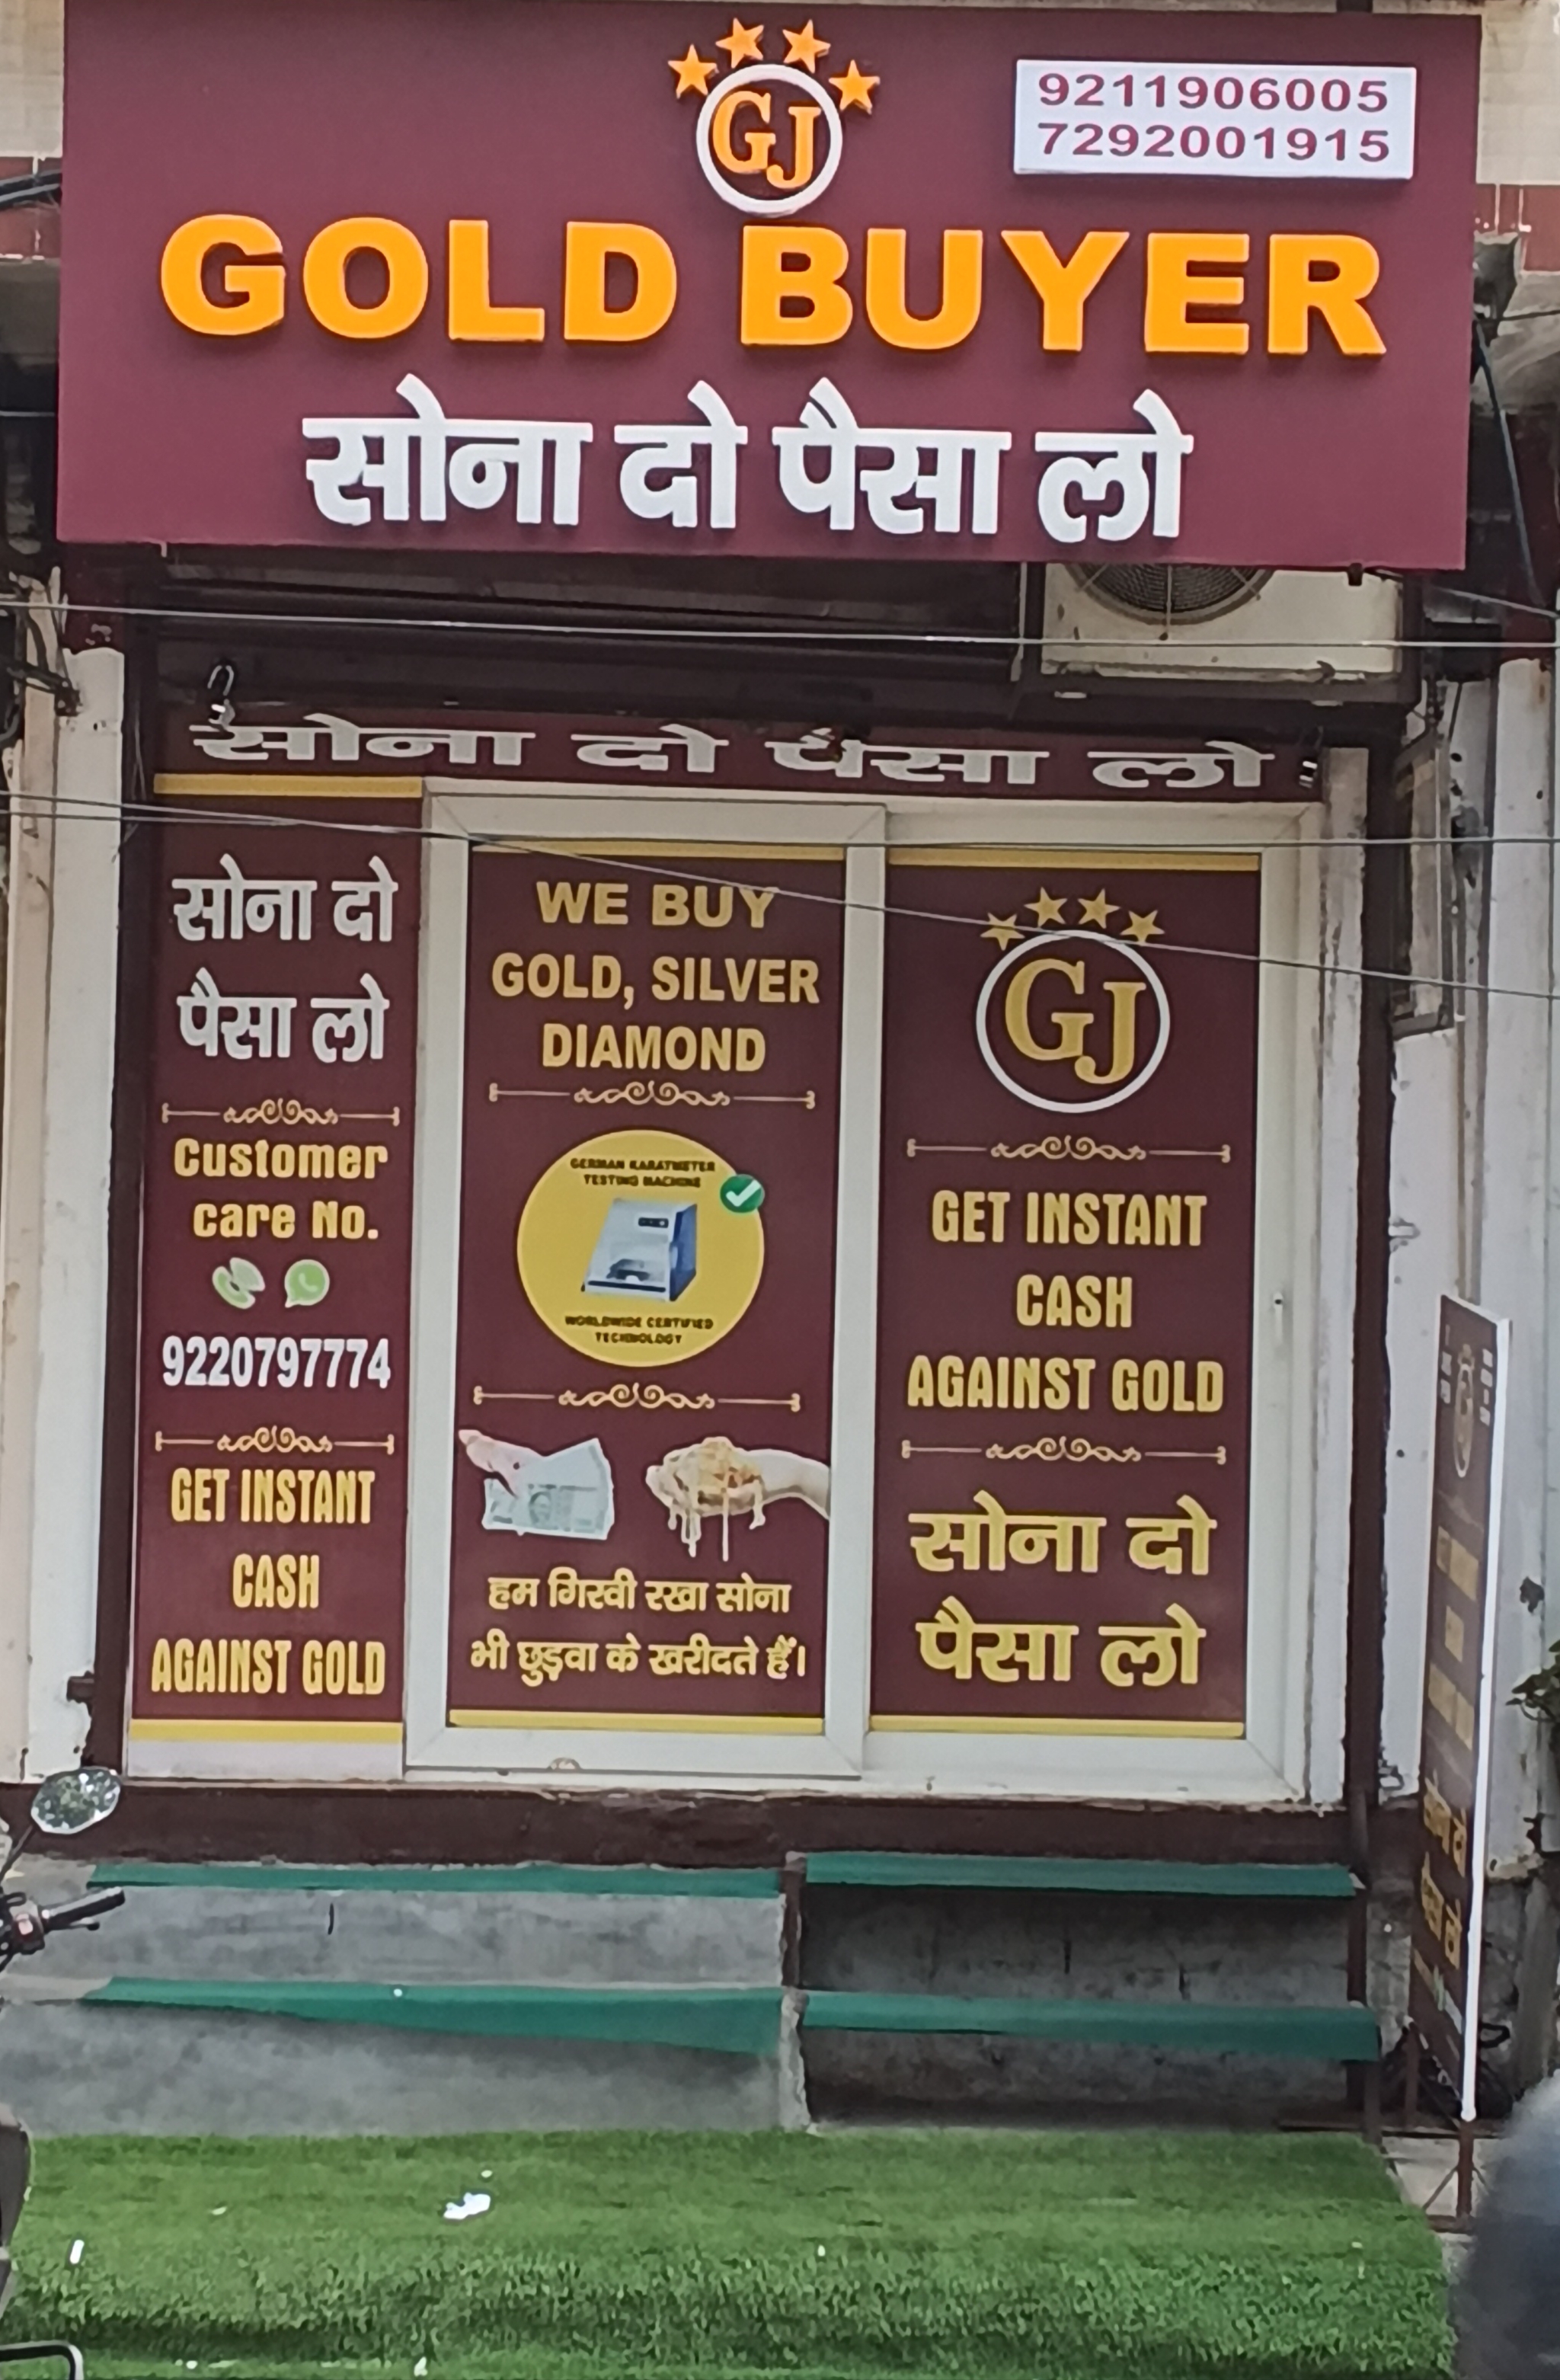 GJ
9211906005
7292001915
GOLD BUYER
सोना दो पैसा लो
सोना दो पैसा लो
सोना दो
पैसा लो
Customer
care No.
9220797774
GET INSTANT
CASH
AGAINST GOLD
WE BUY
GOLD, SILVER
DIAMOND
GERMAN KARATMETER
TESTING MACHINE
WORLDWIDE CERTIFIED
TECHNOLOGY
हम गिरवी रखा सोना
भी छुड़वा के खरीदते हैं।
GJ
GET INSTANT
CASH
AGAINST GOLD
सोना दो
पैसा लो